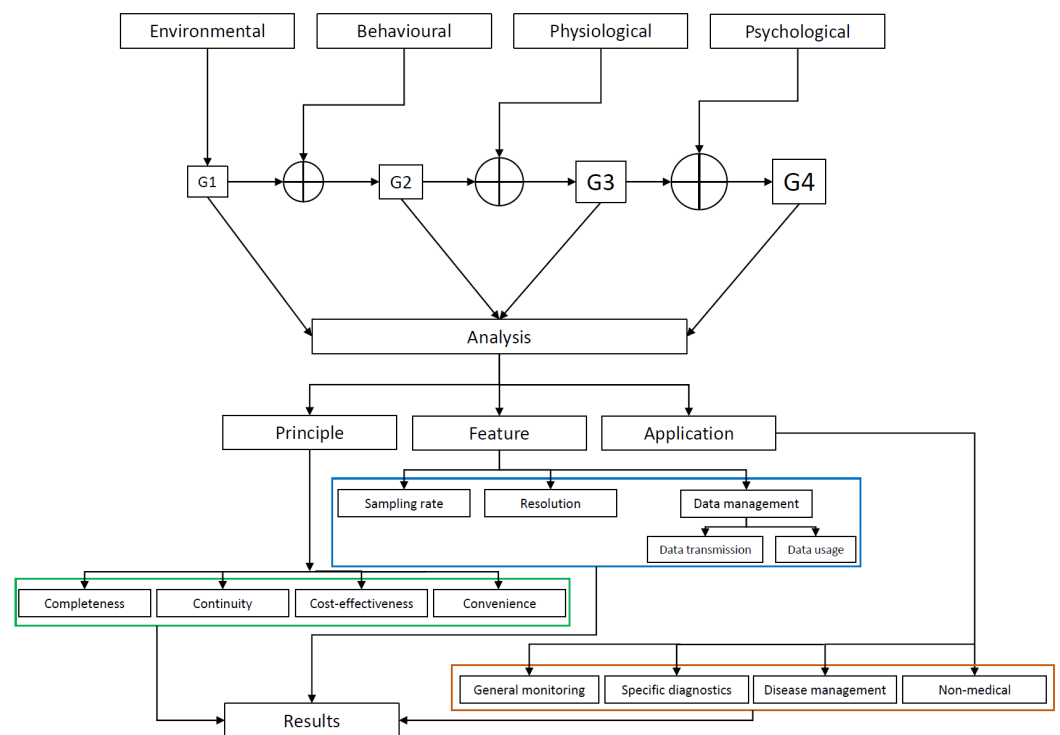 Environmental
Behavioural
Physiological
Psychological
G1
G2
G3
G4
Analysis
Principle
Feature
Application
Sampling rate
Resolution
Data management
Data transmission
Data usage
Completeness
Continuity
Cost-effectiveness
Convenience
General monitoring
Specific diagnostics
Disease management
Non-medical
Results